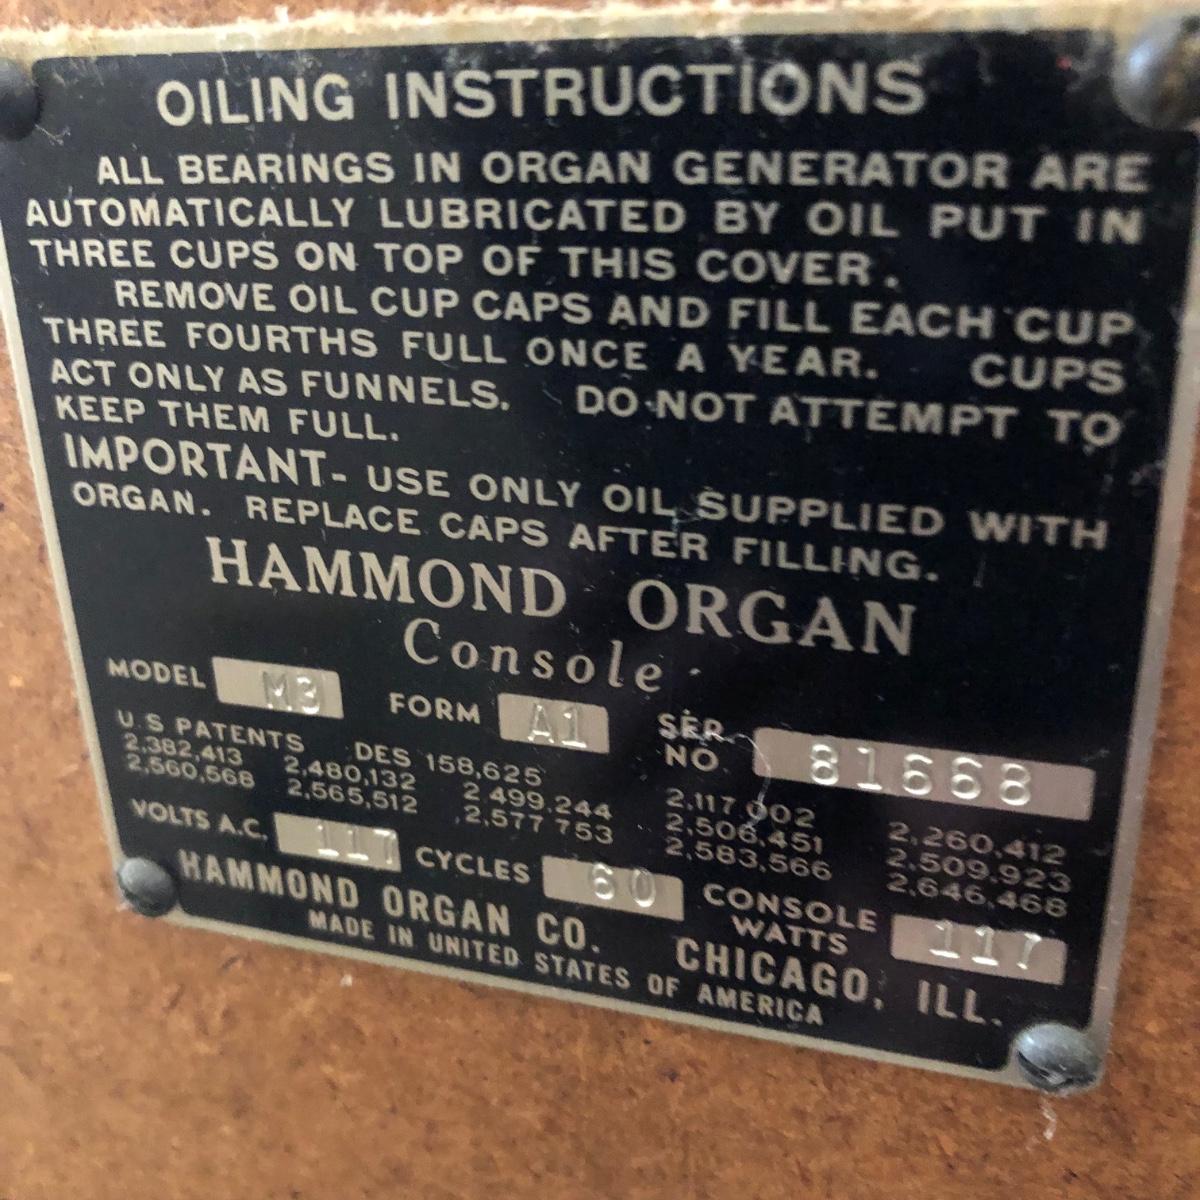 OILING INSTRUCTIONS
ALL BEARINGS IN ORGAN GENERATOR ARE
AUTOMATICALLY LUBRICATED BY OIL PUT IN
THREE CUPS ON TOP OF THIS COVER.
REMOVE OIL CUP CAPS AND FILL EACH CUP
THREE FOURTHS FULL ONCE A YEAR. CUPS
ACT ONLY AS FUNNELS. DO NOT ATTEMPT TO
KEEP THEM FULL.
IMPORTANT- USE ONLY OIL SUPPLIED WITH
ORGAN. REPLACE CAPS AFTER FILLING.
HAMMOND ORGAN
Console
MODEL M3 FORM A1 SER. NO 81668
U.S PATENTS DES 158,625 2,117,002 2,260,412
2,382,413 2,480,132 2,499,244 2,506,451 2,509,923
2,560,568 2,565,512 2,577,753 2,583,566 2,646,468
VOLTS A.C. 117 CYCLES 60 CONSOLE WATTS 117
HAMMOND ORGAN CO. CHICAGO, ILL.
MADE IN UNITED STATES OF AMERICA